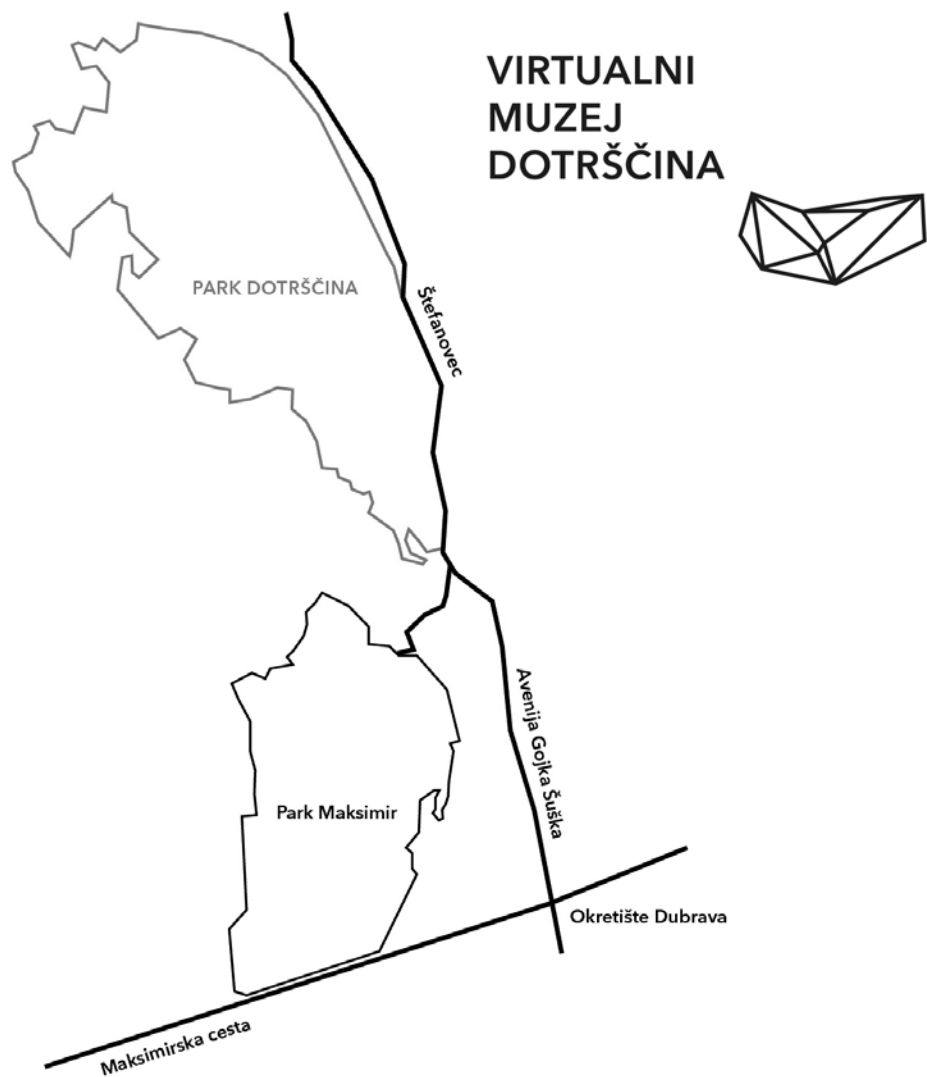 VIRTUALNI
MUZEJ
DOTRŠČINA
PARK DOTRŠČINA
Štefanovec
Avenija Gojka Šuška
Park Maksimir
Okretište Dubrava
Maksimirska cesta